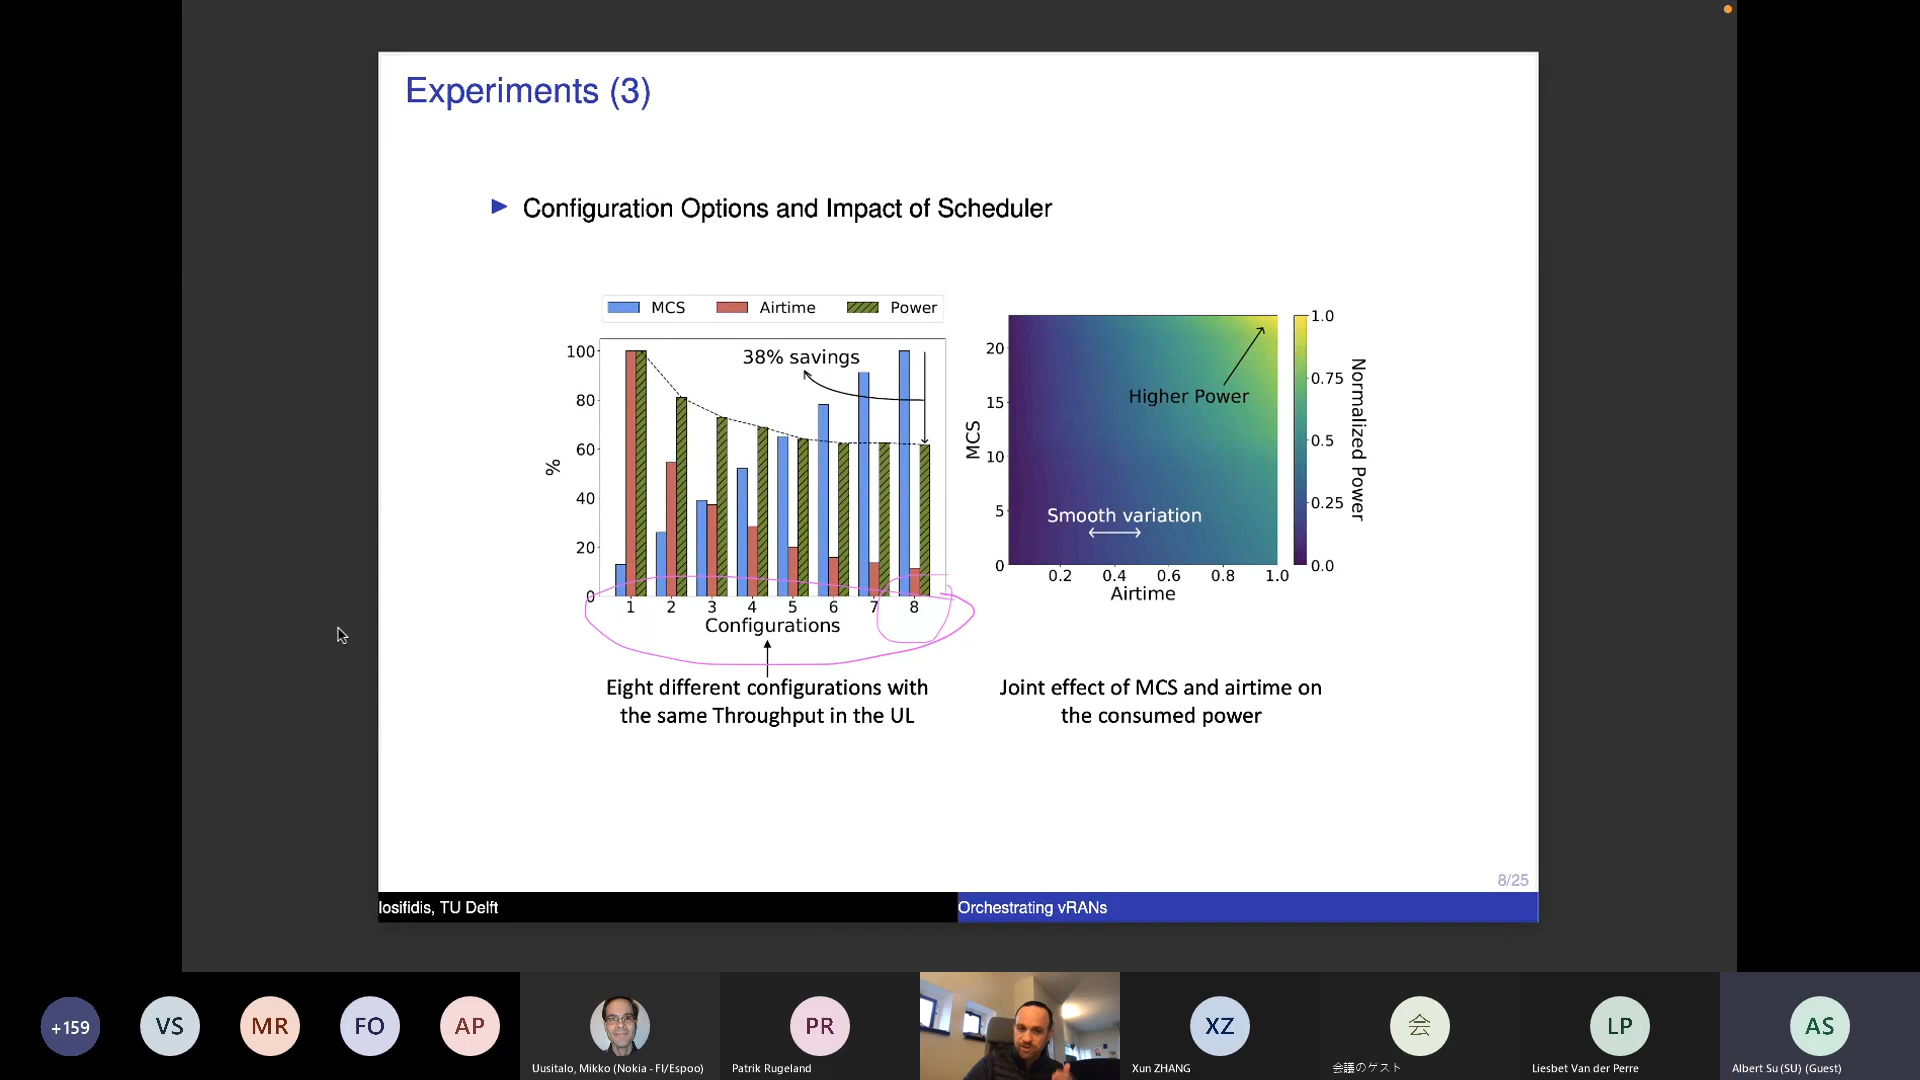 Experiments (3)
Configuration Options and Impact of Scheduler
MCS Airtime Power
38% savings
100
80
60
40
20
0
%
1 2 3 4 5 6 7 8
Configurations
Eight different configurations with
the same Throughput in the UL
Higher Power
Smooth variation
20
15
10
5
0
MCS
0.2 0.4 0.6 0.8 1.0
Airtime
1.0
0.75
0.5
0.25
0.0
Normalized Power
Joint effect of MCS and airtime on
the consumed power
8/25
Iosifidis, TU Delft
Orchestrating vRANs
+159
VS
MR
FO
AP
Uusitalo, Mikko (Nokia - FI/Espoo)
PR
Patrik Rugeland
XZ
Xun ZHANG
会
会議のゲスト
LP
Liesbet Van der Perre
AS
Albert Su (SU) (Guest)